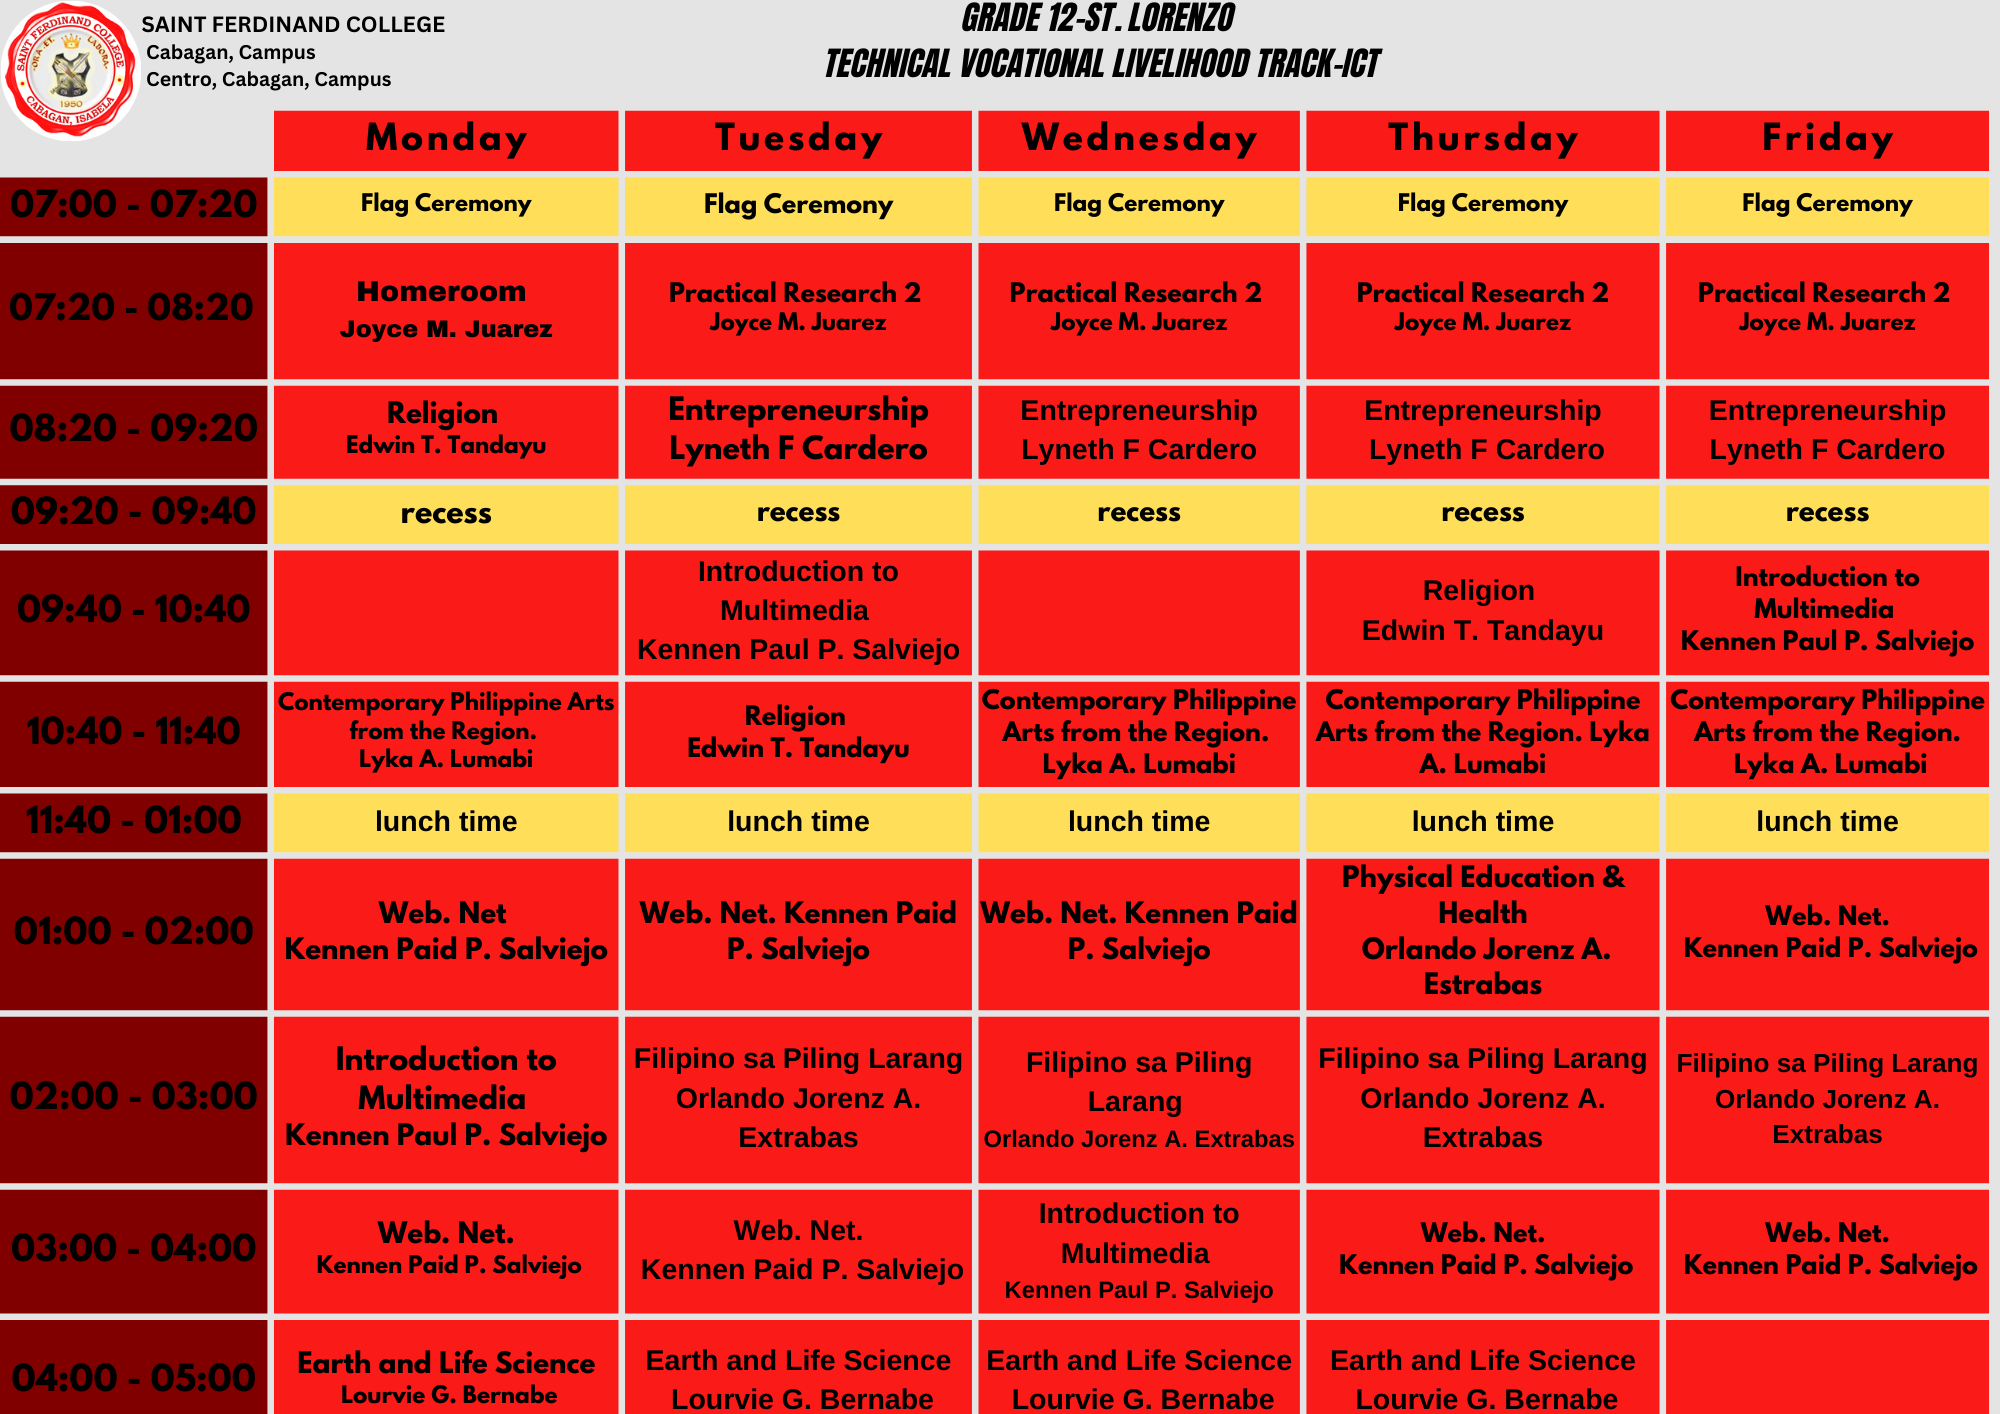 SAINT FERDINAND COLLEGE
Cabagan, Campus
Centro, Cabagan, Campus
SAINT FERDINAND COLLEGE
ORA ET LABORA
1950
CABAGAN, ISABELA
GRADE 12-ST. LORENZO
TECHNICAL VOCATIONAL LIVELIHOOD TRACK-ICT
Monday
Tuesday
Wednesday
Thursday
Friday
07:00 - 07:20
Flag Ceremony
Flag Ceremony
Flag Ceremony
Flag Ceremony
Flag Ceremony
07:20 - 08:20
Homeroom
Joyce M. Juarez
Practical Research 2
Joyce M. Juarez
Practical Research 2
Joyce M. Juarez
Practical Research 2
Joyce M. Juarez
Practical Research 2
Joyce M. Juarez
08:20 - 09:20
Religion
Edwin T. Tandayu
Entrepreneurship
Lyneth F Cardero
Entrepreneurship
Lyneth F Cardero
Entrepreneurship
Lyneth F Cardero
Entrepreneurship
Lyneth F Cardero
09:20 - 09:40
recess
recess
recess
recess
recess
09:40 - 10:40
Introduction to
Multimedia
Kennen Paul P. Salviejo
Religion
Edwin T. Tandayu
Introduction to
Multimedia
Kennen Paul P. Salviejo
10:40 - 11:40
Contemporary Philippine Arts
from the Region.
Lyka A. Lumabi
Religion
Edwin T. Tandayu
Contemporary Philippine
Arts from the Region.
Lyka A. Lumabi
Contemporary Philippine
Arts from the Region. Lyka
A. Lumabi
Contemporary Philippine
Arts from the Region.
Lyka A. Lumabi
11:40 - 01:00
lunch time
lunch time
lunch time
lunch time
lunch time
01:00 - 02:00
Web. Net
Kennen Paid P. Salviejo
Web. Net. Kennen Paid
P. Salviejo
Web. Net. Kennen Paid
P. Salviejo
Physical Education &
Health
Orlando Jorenz A.
Estrabas
Web. Net.
Kennen Paid P. Salviejo
02:00 - 03:00
Introduction to
Multimedia
Kennen Paul P. Salviejo
Filipino sa Piling Larang
Orlando Jorenz A.
Extrabas
Filipino sa Piling
Larang
Orlando Jorenz A. Extrabas
Filipino sa Piling Larang
Orlando Jorenz A.
Extrabas
Filipino sa Piling Larang
Orlando Jorenz A.
Extrabas
03:00 - 04:00
Web. Net.
Kennen Paid P. Salviejo
Web. Net.
Kennen Paid P. Salviejo
Introduction to
Multimedia
Kennen Paul P. Salviejo
Web. Net.
Kennen Paid P. Salviejo
Web. Net.
Kennen Paid P. Salviejo
04:00 - 05:00
Earth and Life Science
Lourvie G. Bernabe
Earth and Life Science
Lourvie G. Bernabe
Earth and Life Science
Lourvie G. Bernabe
Earth and Life Science
Lourvie G. Bernabe